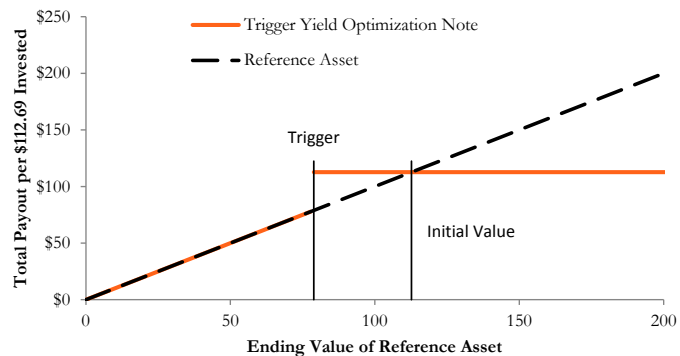 $250
$200
$150
$100
$50
$0
Total Payout per $112.69 Invested
Trigger Yield Optimization Note
Reference Asset
Trigger
Initial Value
0
50
100
150
200
Ending Value of Reference Asset